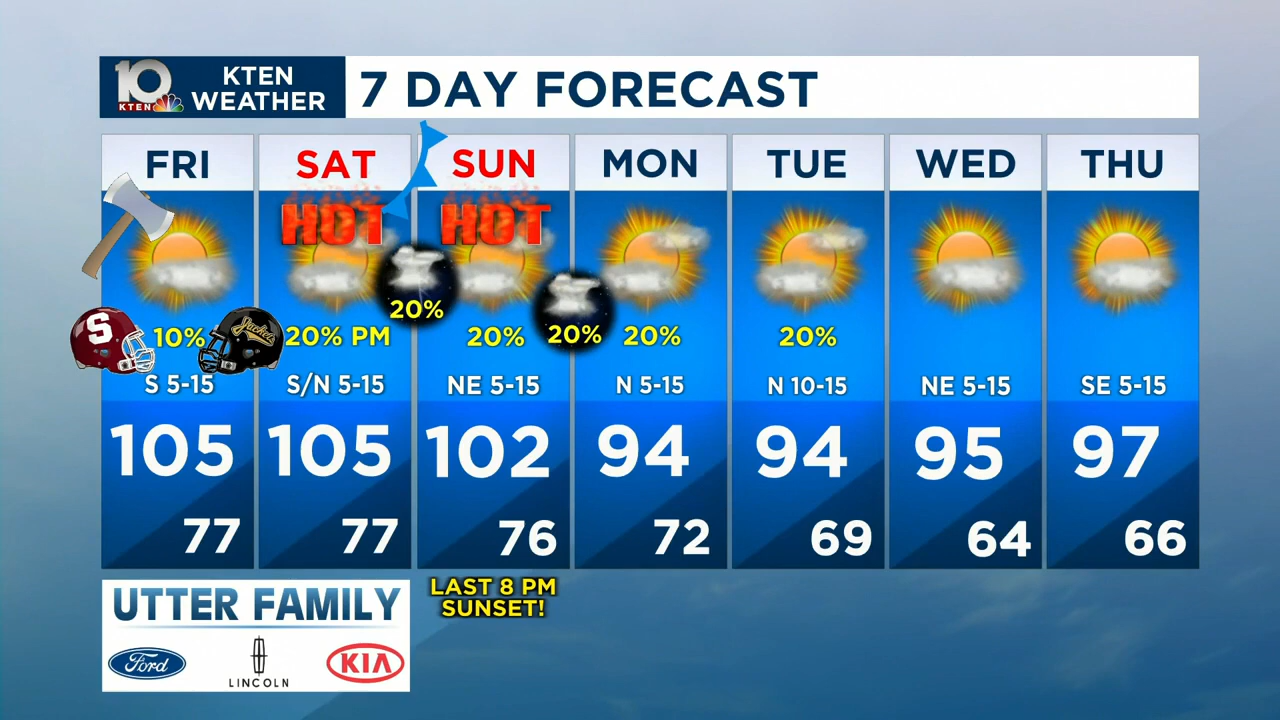 10
KTEN
KTEN
WEATHER
7 DAY FORECAST
FRI
SAT
SUN
MON
TUE
WED
THU
HOT
HOT
20%
S
10%
Jackets
20% PM
20%
20%
20%
20%
S 5-15
S/N 5-15
NE 5-15
N 5-15
N 10-15
NE 5-15
SE 5-15
105
105
102
94
94
95
97
77
77
76
72
69
64
66
LAST 8 PM
SUNSET!
UTTER FAMILY
Ford
LINCOLN
KIA